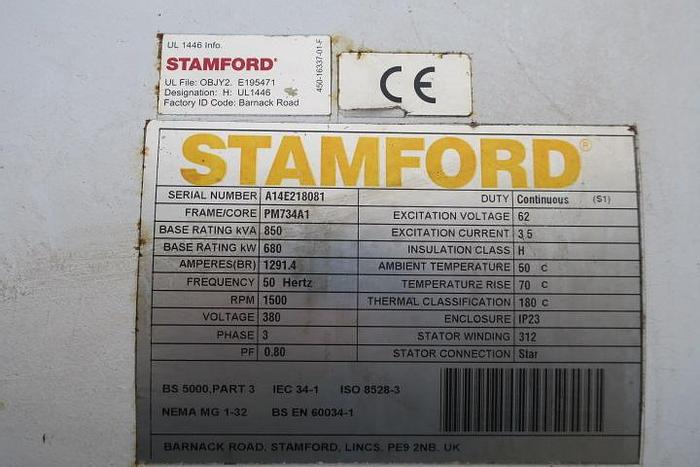 UL 1446 Info.
STAMFORD®
UL File: OBJY2. E195471
Designation: H: UL1446
Factory ID Code: Barnack Road
450-16337-01-F
CE
STAMFORD®
SERIAL NUMBER A14E218081 DUTY Continuous (S1)
FRAME/CORE PM734A1 EXCITATION VOLTAGE 62
BASE RATING kVA 850 EXCITATION CURRENT 3.5
BASE RATING kW 680 INSULATION CLASS H
AMPERES(BR) 1291.4 AMBIENT TEMPERATURE 50 C
FREQUENCY 50 Hertz TEMPERATURE RISE 70 C
RPM 1500 THERMAL CLASSIFICATION 180 C
VOLTAGE 380 ENCLOSURE IP23
PHASE 3 STATOR WINDING 312
PF 0.80 STATOR CONNECTION Star
BS 5000,PART 3 IEC 34-1 ISO 8528-3
NEMA MG 1-32 BS EN 60034-1
BARNACK ROAD, STAMFORD, LINCS. PE9 2NB. UK